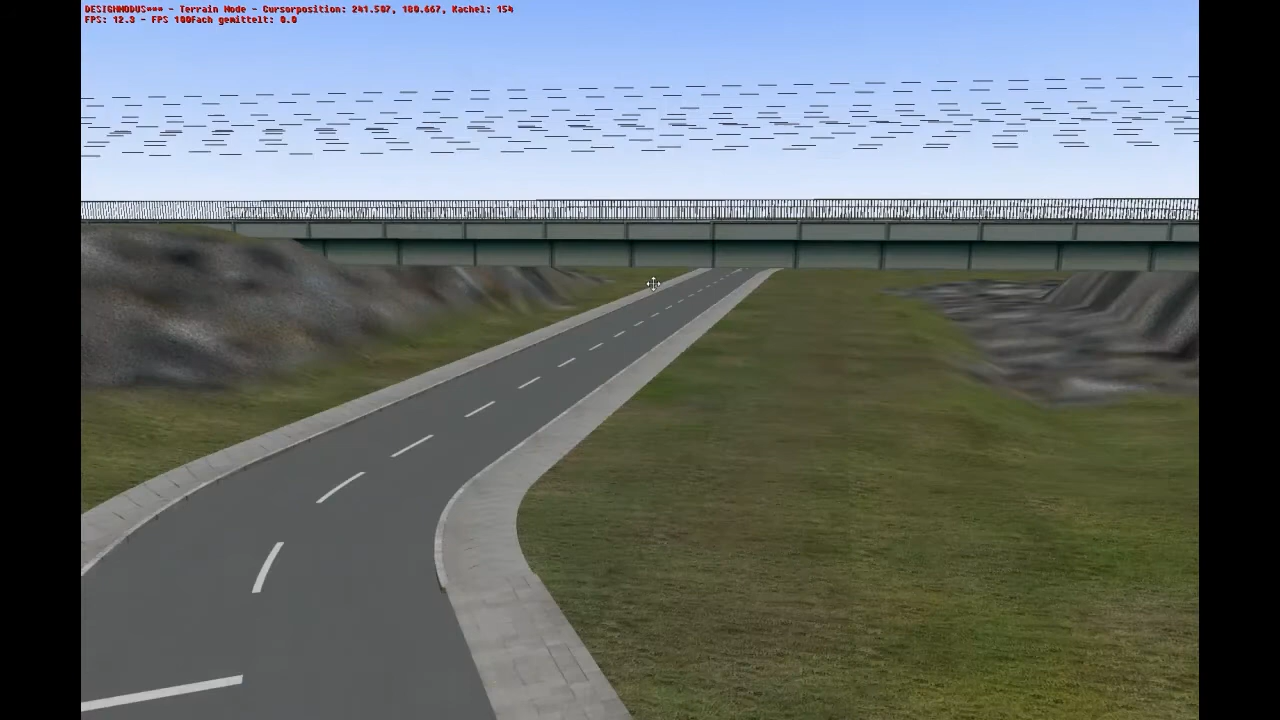 DESIGNMODUS*** - Terrain Mode - Cursorposition: 241.507, 180.667, Kachel: 154
FPS: 12.3 - FPS 100fach gemittelt: 0.0